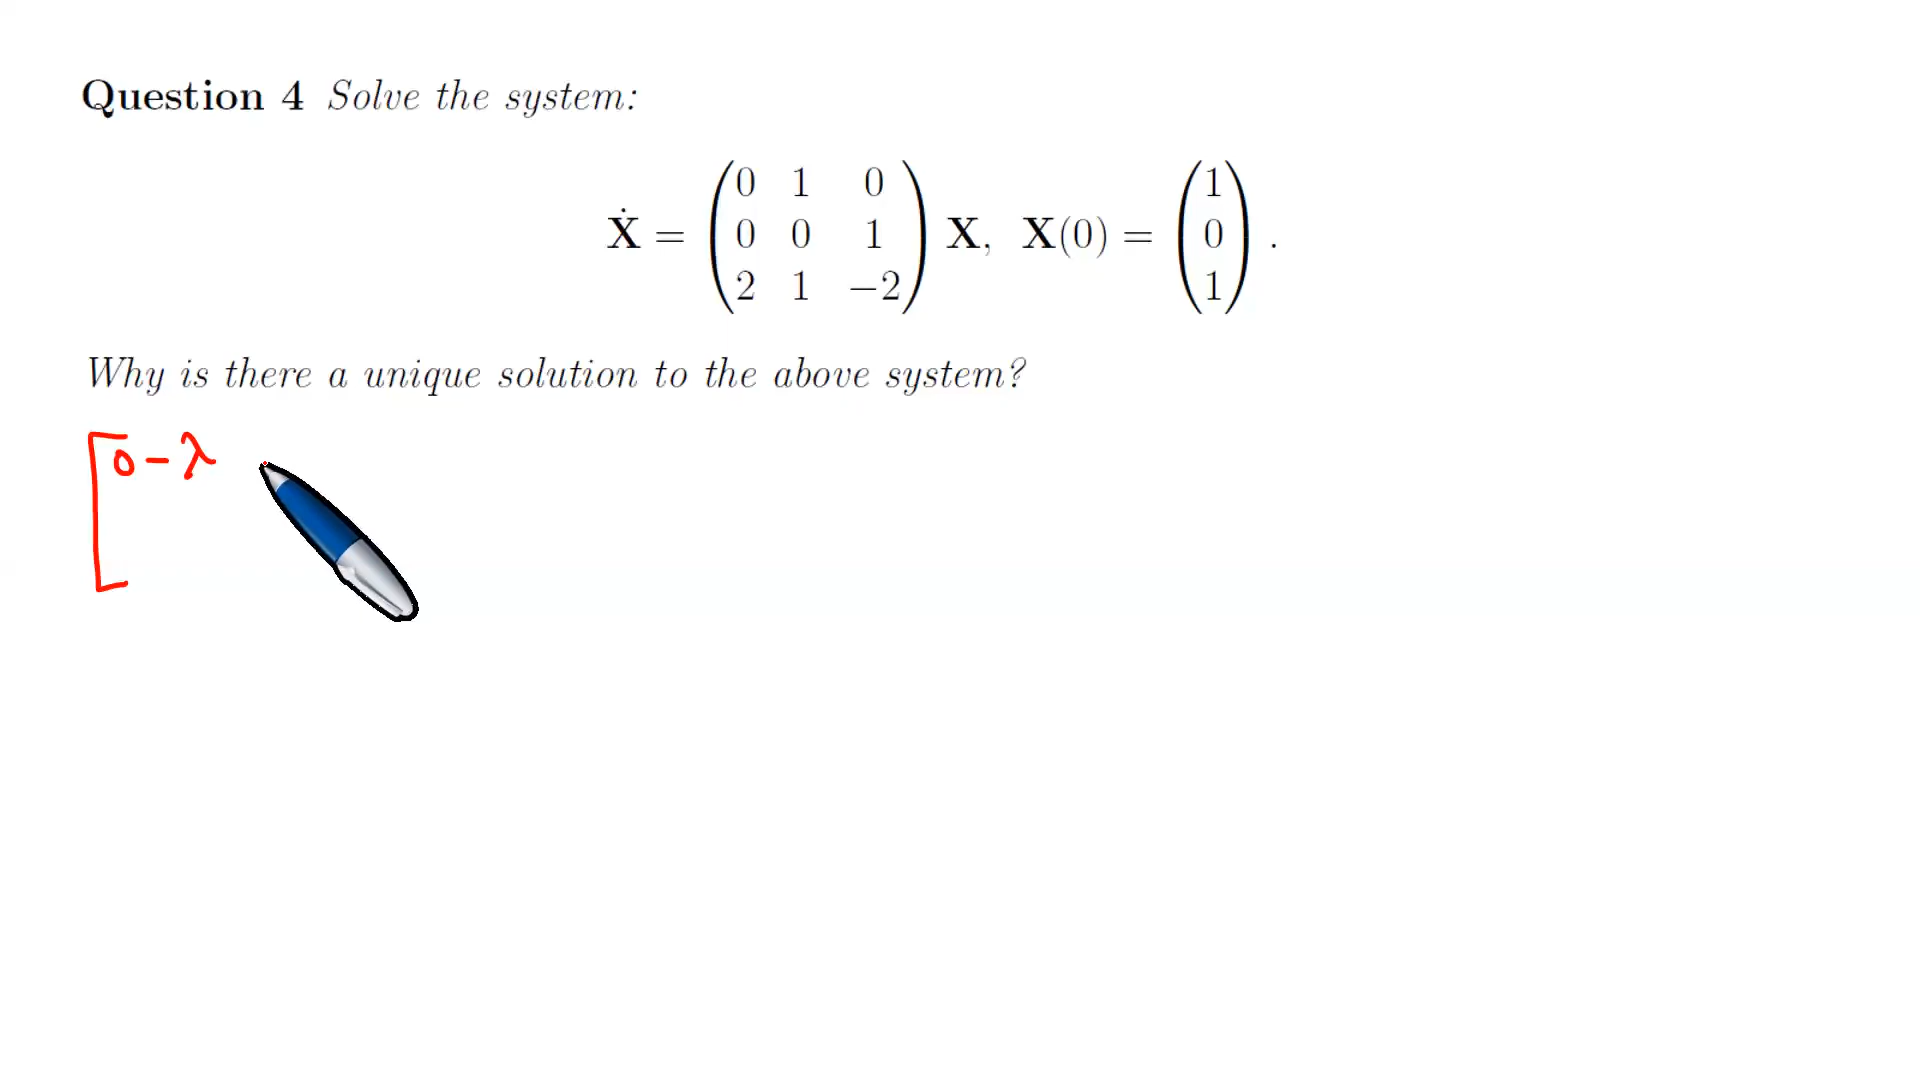 Question 4 Solve the system:
Ẋ = (0 1 0
0 0 1
2 1 −2) X, X(0) = (1
0
1).
Why is there a unique solution to the above system?
[0 − λ